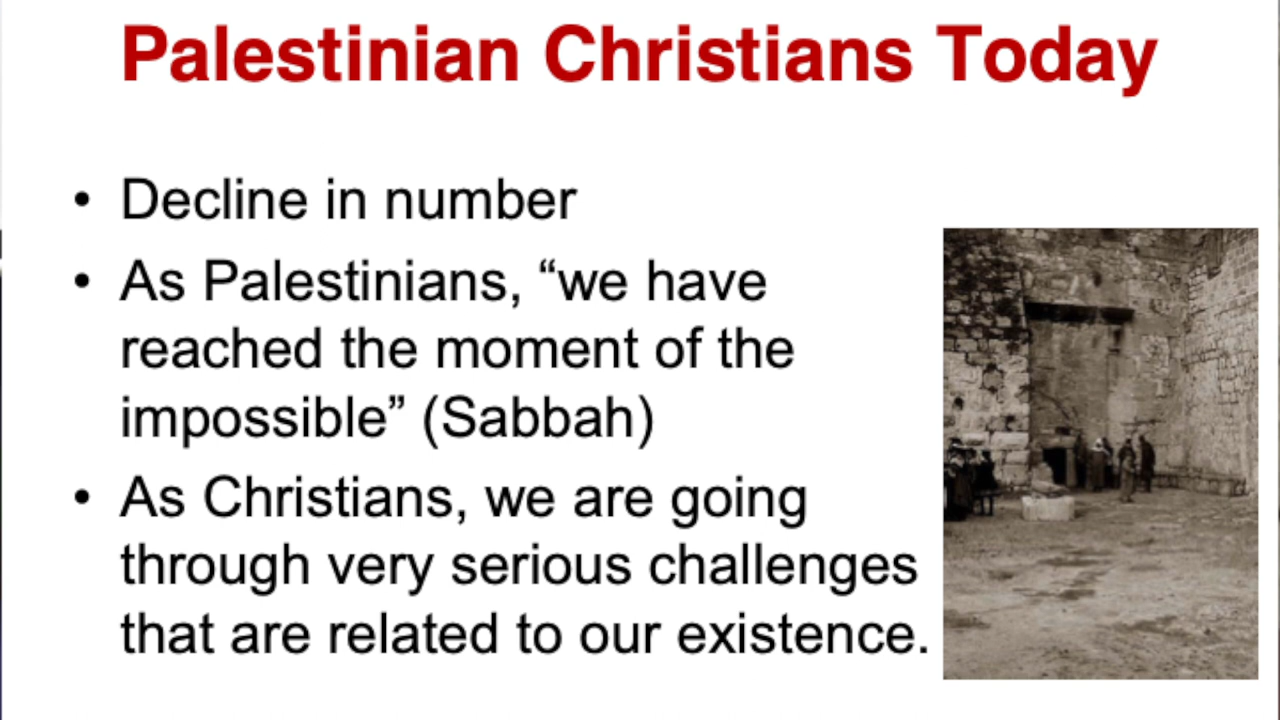 Palestinian Christians Today
• Decline in number
• As Palestinians, “we have
reached the moment of the
impossible” (Sabbah)
• As Christians, we are going
through very serious challenges
that are related to our existence.